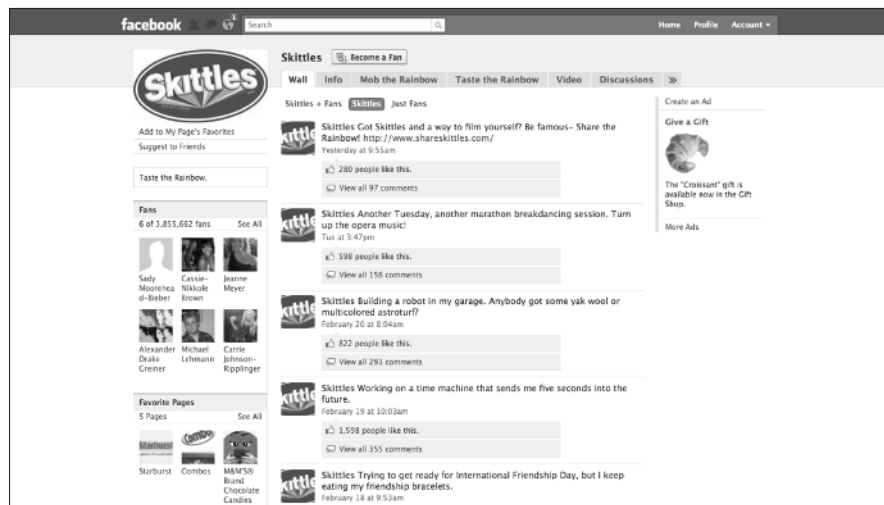 facebook
1
Search
Home Profile Account
Skittles
Skittles
Become a Fan
Wall Info Mob the Rainbow Taste the Rainbow Video Discussions »
Add to My Page's Favorites
Suggest to Friends
Taste the Rainbow.
Fans
6 of 3,855,662 fans See All
Sady
Moorehea
d-Bieber
Cassie-
Nikkole
Brown
Jeanne
Meyer
Alexander
Drake
Greiner
Michael
Lehmann
Carrie
Johnson-
Ripplinger
Favorite Pages
5 Pages See All
Starburst
Combos
Starburst
Combos
M&M'S®
Brand
Chocolate
Candies
Skittles + Fans Skittles Just Fans
kittle
Skittles Got Skittles and a way to film yourself? Be famous– Share the
Rainbow! http://www.shareskittles.com/
Yesterday at 9:55am
280 people like this.
View all 97 comments
kittle
Skittles Another Tuesday, another marathon breakdancing session. Turn
up the opera music!
Tue at 3:47pm
598 people like this.
View all 156 comments
kittle
Skittles Building a robot in my garage. Anybody got some yak wool or
multicolored astroturf?
February 20 at 8:04am
822 people like this.
View all 291 comments
kittle
Skittles Working on a time machine that sends me five seconds into the
future.
February 19 at 10:03am
1,598 people like this.
View all 355 comments
kittle
Skittles Trying to get ready for International Friendship Day, but I keep
eating my friendship bracelets.
February 18 at 9:53am
Create an Ad
Give a Gift
The "Croissant" gift is
available now in the Gift
Shop.
More Ads